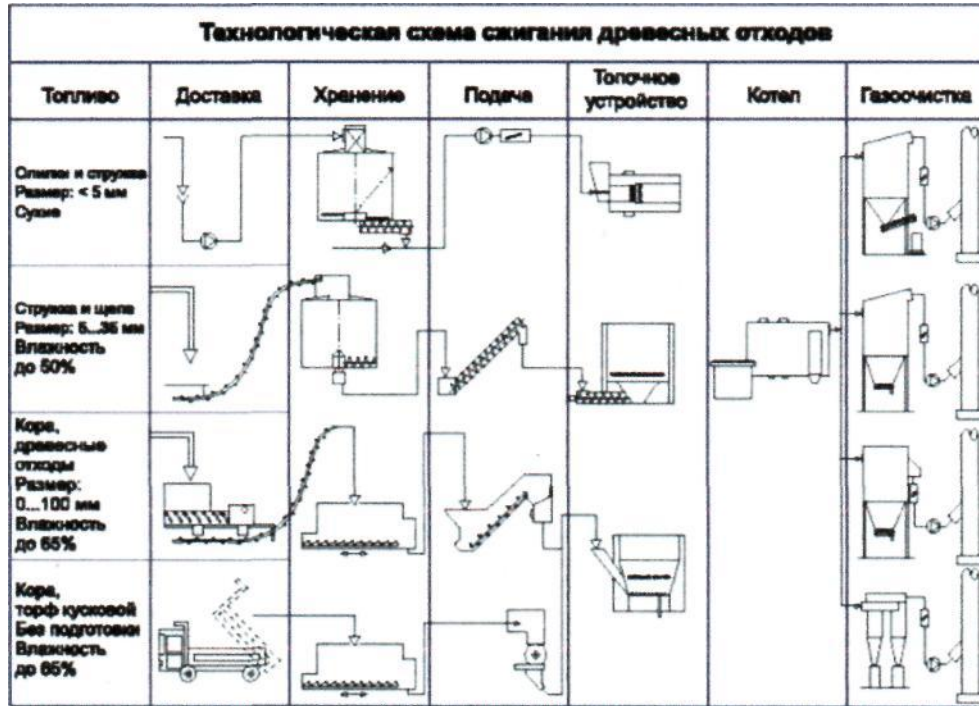 Технологическая схема сжигания древесных отходов
Топливо
Доставка
Хранение
Подача
Топочное
устройство
Котел
Газоочистка
Опилки и стружка
Размер: < 5 мм
Сухие
Стружка и щепа
Размер: 5...35 мм
Влажность
до 50%
Кора,
древесные
отходы
Размер:
0...100 мм
Влажность
до 65%
Кора,
торф кусковой
Без подготовки
Влажность
до 65%